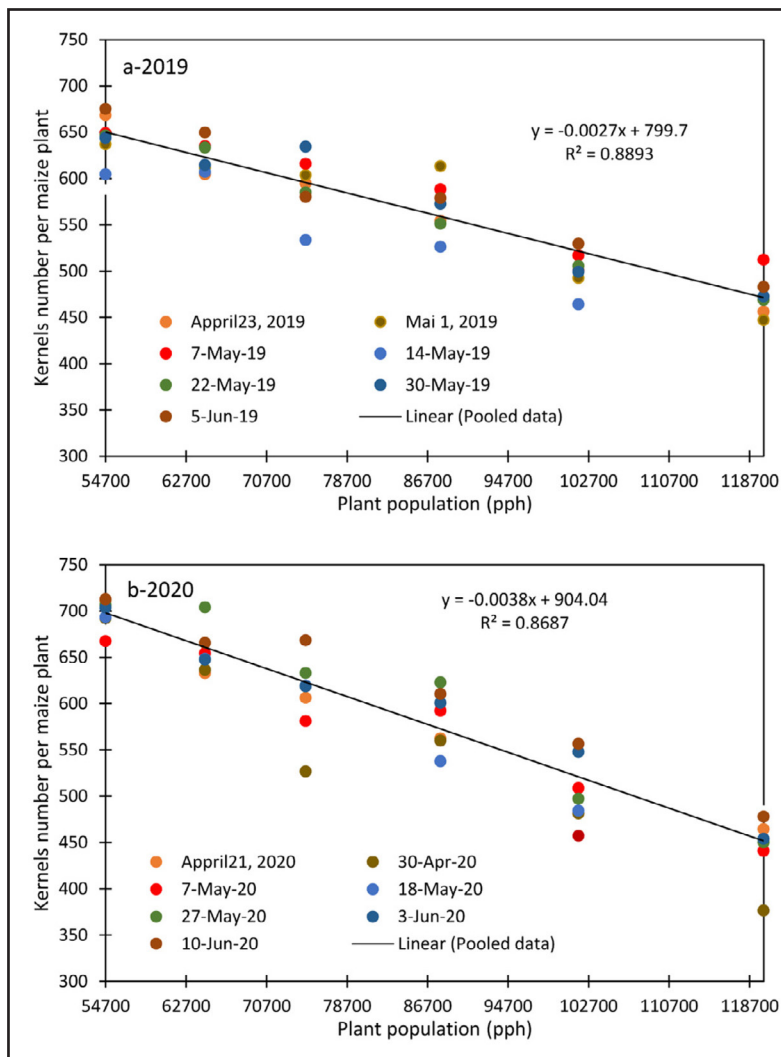 a-2019
y = -0.0027x + 799.7
R² = 0.8893
Kernels number per maize plant
750
700
650
600
550
500
450
400
350
300
Appril23, 2019
Mai 1, 2019
7-May-19
14-May-19
22-May-19
30-May-19
5-Jun-19
Linear (Pooled data)
54700 62700 70700 78700 86700 94700 102700 110700 118700
Plant population (pph)
b-2020
y = -0.0038x + 904.04
R² = 0.8687
Kernels number per maize plant
750
700
650
600
550
500
450
400
350
300
Appril21, 2020
30-Apr-20
7-May-20
18-May-20
27-May-20
3-Jun-20
10-Jun-20
Linear (Pooled data)
54700 62700 70700 78700 86700 94700 102700 110700 118700
Plant population (pph)